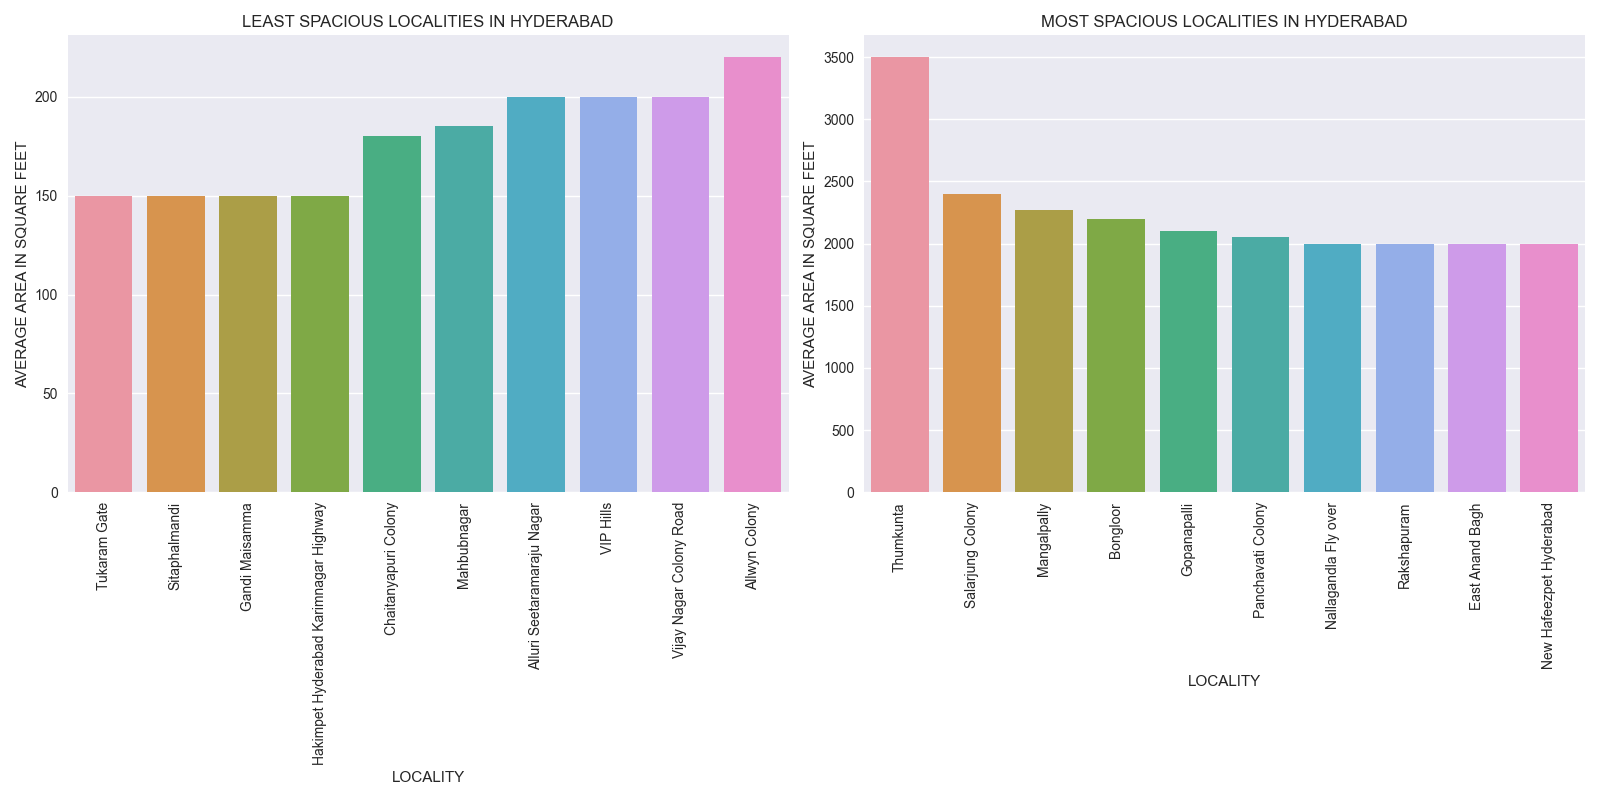 LEAST SPACIOUS LOCALITIES IN HYDERABAD
AVERAGE AREA IN SQUARE FEET
200
150
100
50
0
Tukaram Gate
Sitaphalmandi
Gandi Maisamma
Hakimpet Hyderabad Karimnagar Highway
Chaitanyapuri Colony
Mahbubnagar
Alluri Seetaramaraju Nagar
VIP Hills
Vijay Nagar Colony Road
Allwyn Colony
LOCALITY
MOST SPACIOUS LOCALITIES IN HYDERABAD
AVERAGE AREA IN SQUARE FEET
3500
3000
2500
2000
1500
1000
500
0
Thumkunta
Salarjung Colony
Mangalpally
Bongloor
Gopanapalli
Panchavati Colony
Nallagandla Fly over
Rakshapuram
East Anand Bagh
New Hafeezpet Hyderabad
LOCALITY